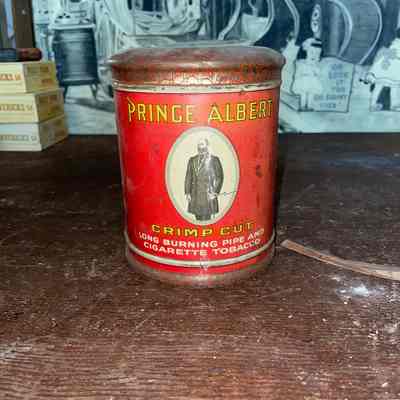 PRINCE ALBERT
CRIMP CUT
LONG BURNING PIPE AND
CIGARETTE TOBACCO